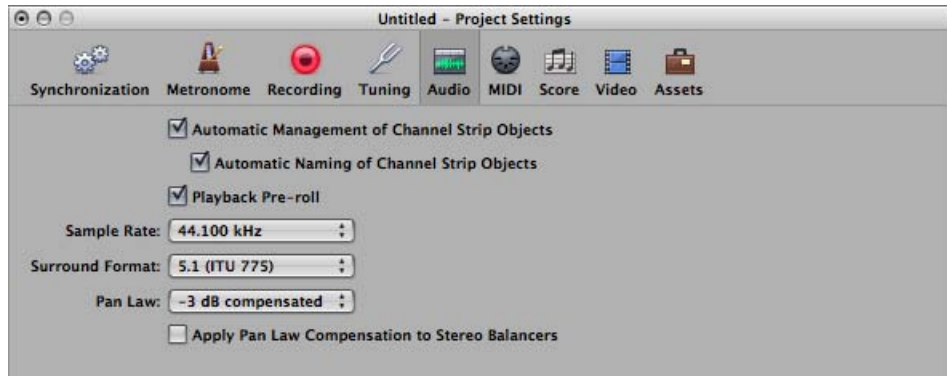 Untitled – Project Settings
Synchronization Metronome Recording Tuning Audio MIDI Score Video Assets
Automatic Management of Channel Strip Objects
Automatic Naming of Channel Strip Objects
Playback Pre-roll
Sample Rate: 44.100 kHz
Surround Format: 5.1 (ITU 775)
Pan Law: -3 dB compensated
Apply Pan Law Compensation to Stereo Balancers